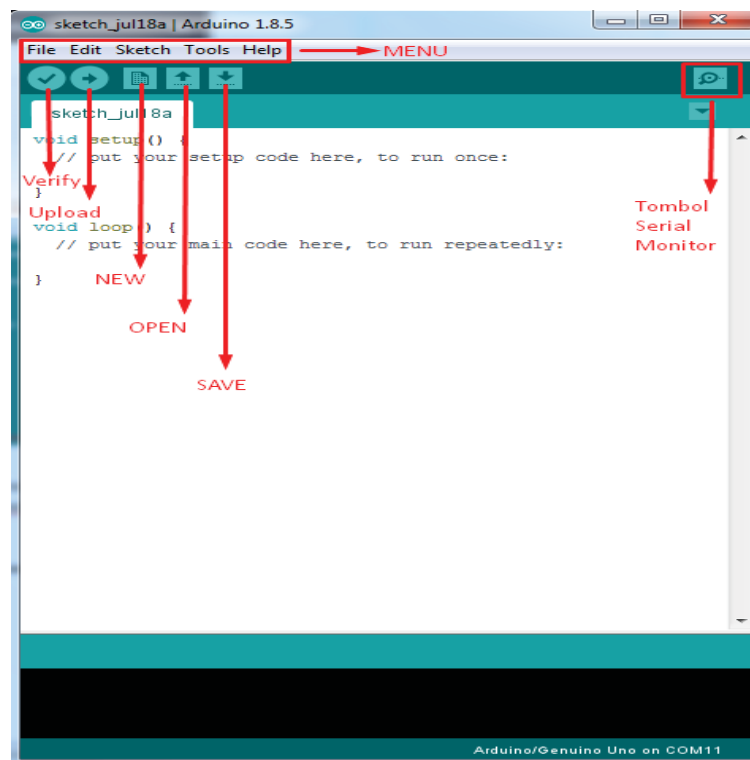 sketch_jul18a | Arduino 1.8.5
File Edit Sketch Tools Help
MENU
sketch_jul18a
void setup() {
// put your setup code here, to run once:
Verify
}
Upload
void loop() {
// put your main code here, to run repeatedly:
}
NEW
OPEN
SAVE
Tombol
Serial
Monitor
Arduino/Genuino Uno on COM11